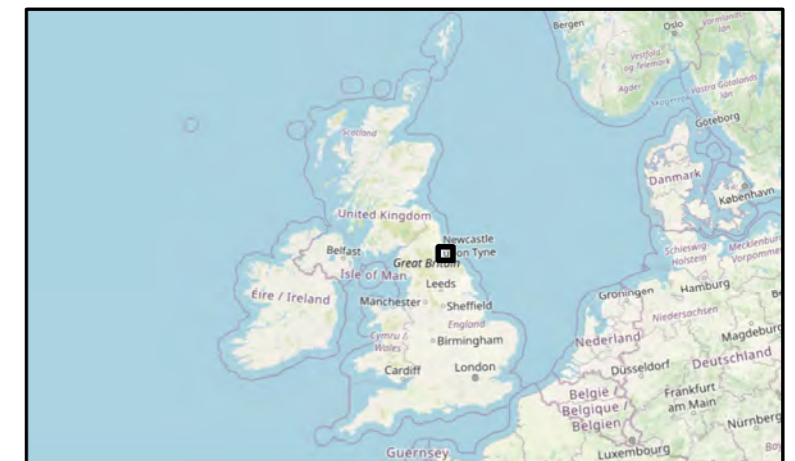 Bergen
Oslo
Vestfold
og Telemark
Agder
Västra Götalands
län
Skagerrak
Göteborg
Scotland
Danmark
København
United Kingdom
Belfast
Newcastle
upon Tyne
Great Britain
Isle of Man
Leeds
Éire / Ireland
Manchester
Sheffield
England
Cymru /
Wales
Birmingham
Cardiff
London
Schleswig-
Holstein
Groningen
Hamburg
Niedersachsen
Nederland
Magdeburg
Düsseldorf
Deutschland
België /
Belgique /
Belgien
Frankfurt
am Main
Nürnberg
Luxembourg
Guernsey